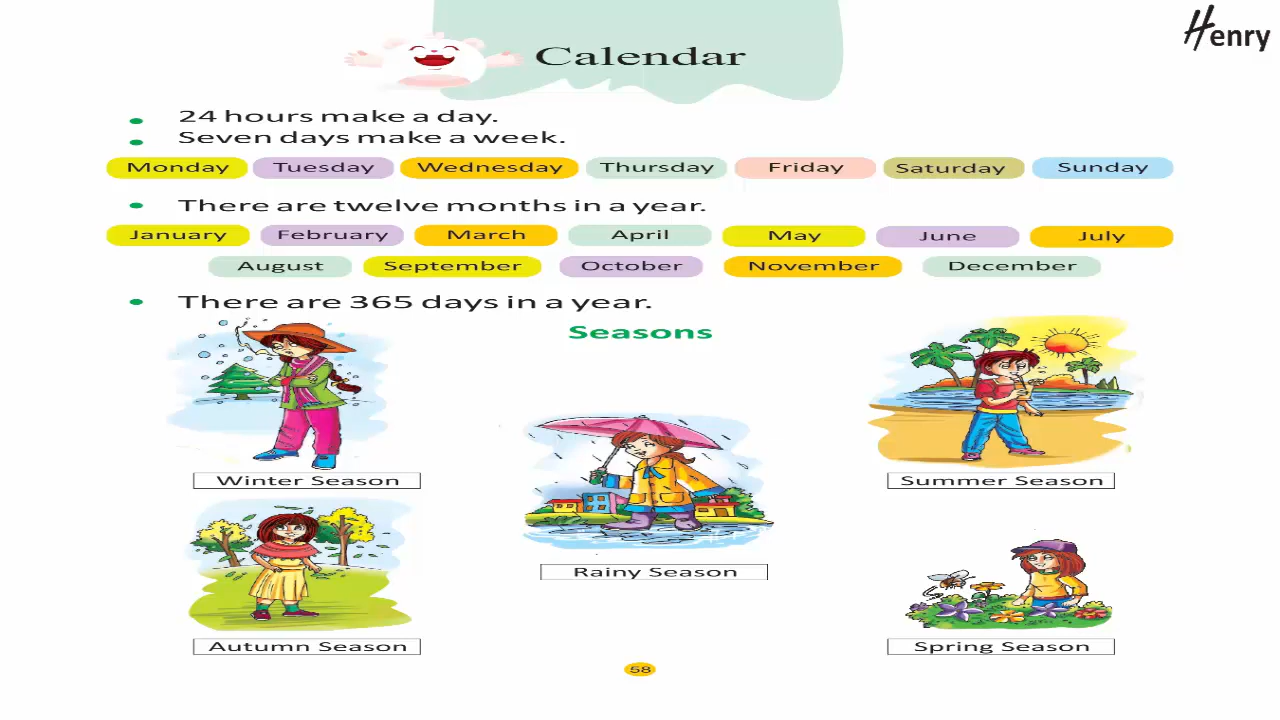 Henry
Calendar
24 hours make a day.
Seven days make a week.
Monday Tuesday Wednesday Thursday Friday Saturday Sunday
There are twelve months in a year.
January February March April May June July
August September October November December
There are 365 days in a year.
Seasons
Winter Season
Summer Season
Rainy Season
Autumn Season
Spring Season
58